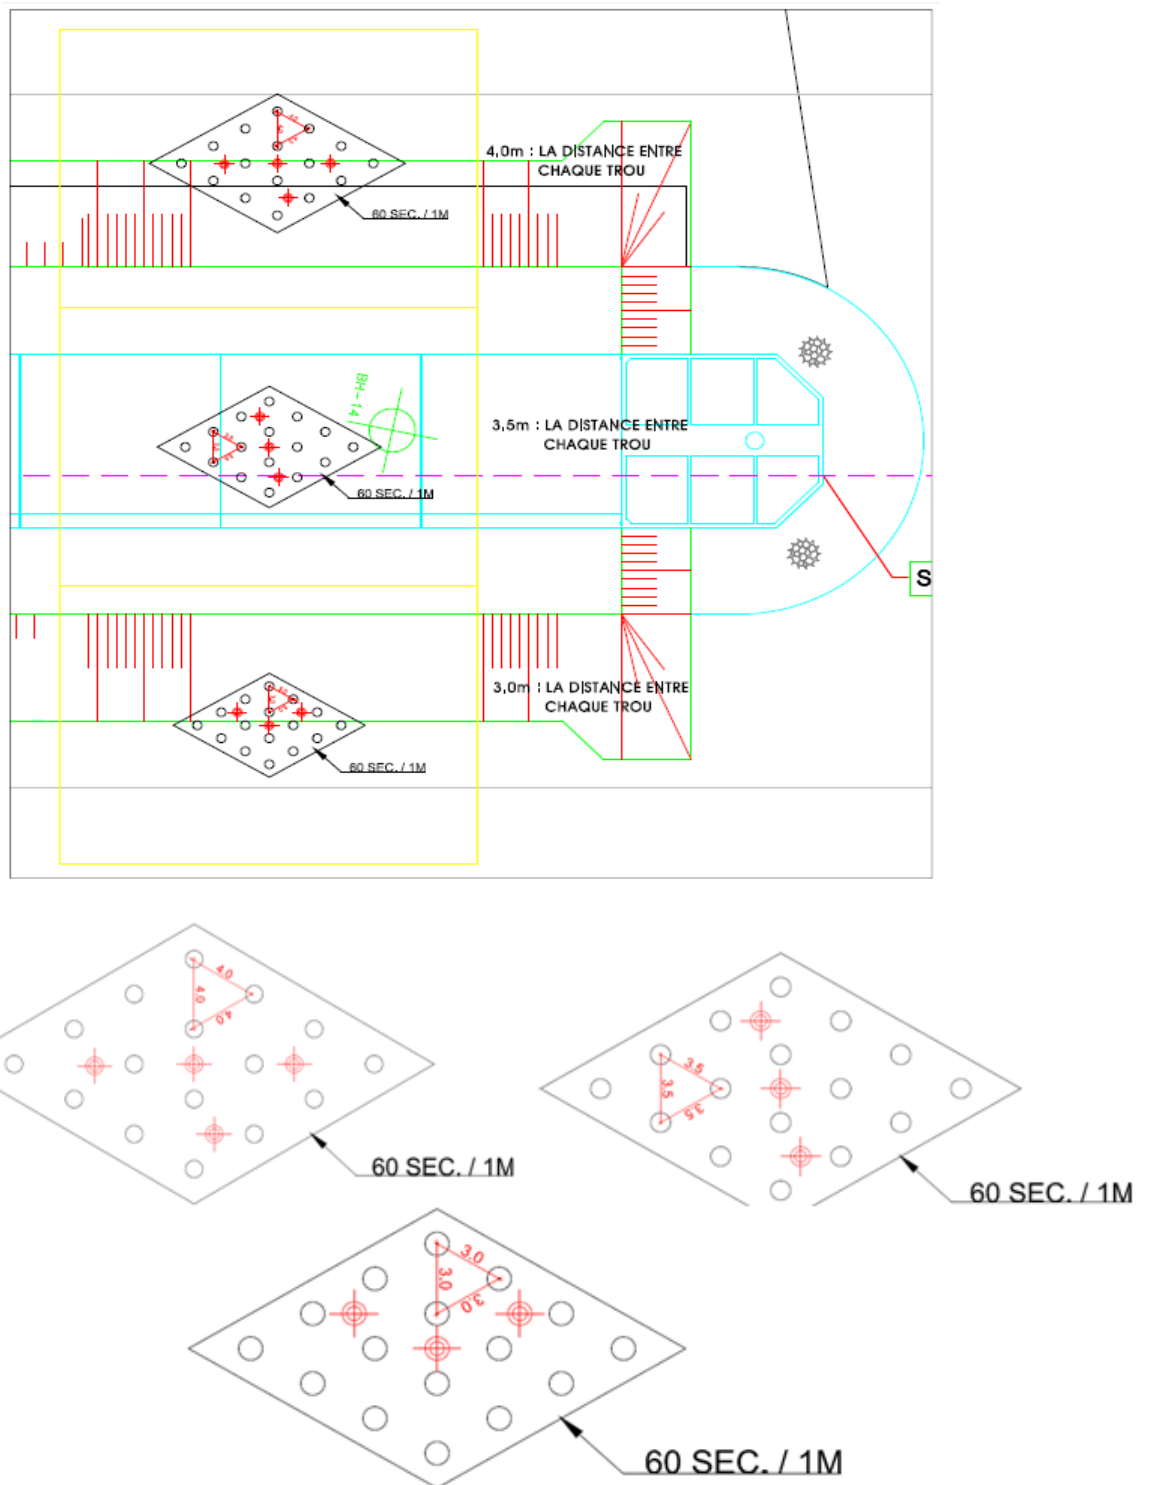 4,0m : LA DISTANCE ENTRE
CHAQUE TROU
60 SEC. / 1M
BH-14
3,5m : LA DISTANCE ENTRE
CHAQUE TROU
60 SEC. / 1M
S
3,0m : LA DISTANCE ENTRE
CHAQUE TROU
60 SEC. / 1M
4.0
4.0
4.0
60 SEC. / 1M
3.5
3.5
3.5
60 SEC. / 1M
3.0
3.0
3.0
60 SEC. / 1M